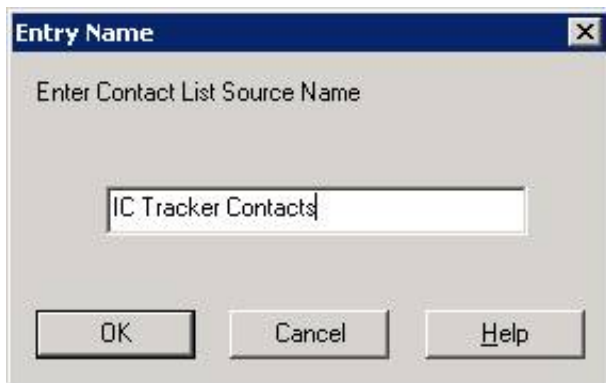 Entry Name
Enter Contact List Source Name
IC Tracker Contacts
OK Cancel Help